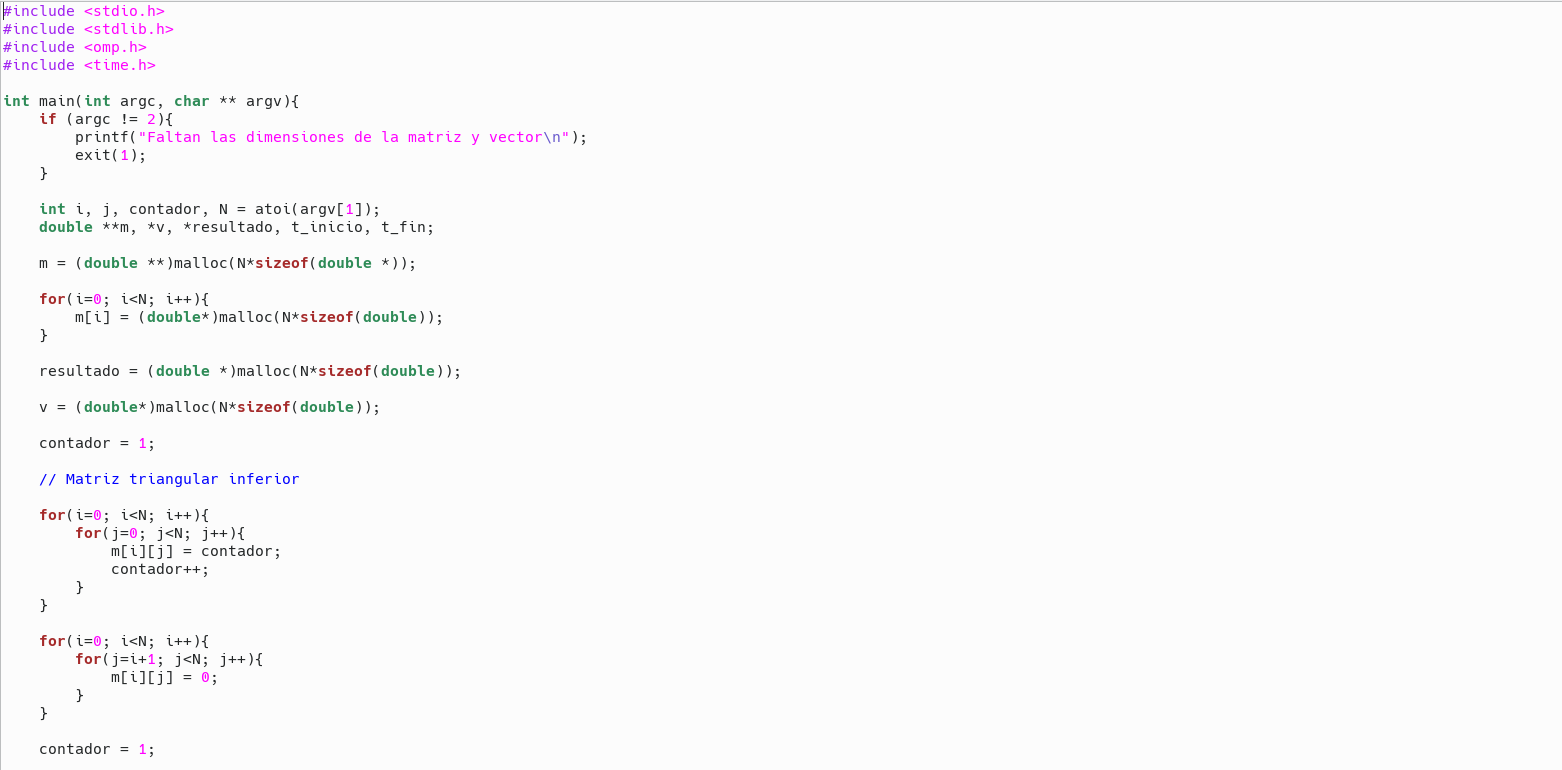 #include <stdio.h>
#include <stdlib.h>
#include <omp.h>
#include <time.h>

int main(int argc, char ** argv){
    if (argc != 2){
        printf("Faltan las dimensiones de la matriz y vector\n");
        exit(1);
    }

    int i, j, contador, N = atoi(argv[1]);
    double **m, *v, *resultado, t_inicio, t_fin;

    m = (double **)malloc(N*sizeof(double *));

    for(i=0; i<N; i++){
        m[i] = (double*)malloc(N*sizeof(double));
    }

    resultado = (double *)malloc(N*sizeof(double));

    v = (double*)malloc(N*sizeof(double));

    contador = 1;

    // Matriz triangular inferior

    for(i=0; i<N; i++){
        for(j=0; j<N; j++){
            m[i][j] = contador;
            contador++;
        }
    }

    for(i=0; i<N; i++){
        for(j=i+1; j<N; j++){
            m[i][j] = 0;
        }
    }

    contador = 1;